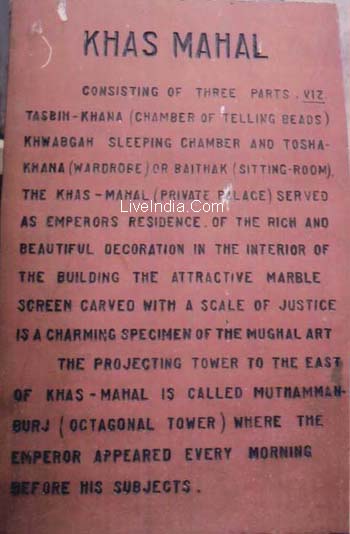 KHAS MAHAL
CONSISTING OF THREE PARTS. VIZ.
TASBIH-KHANA (CHAMBER OF TELLING BEADS)
KHWABGAH SLEEPING CHAMBER AND TOSHA-
KHANA (WARDROBE) OR BAITHAK (SITTING-ROOM).
THE KHAS-MAHAL (PRIVATE PALACE) SERVED
LiveIndia.Com
AS EMPERORS RESIDENCE. OF THE RICH AND
BEAUTIFUL DECORATION IN THE INTERIOR OF
THE BUILDING THE ATTRACTIVE MARBLE
SCREEN CARVED WITH A SCALE OF JUSTICE
IS A CHARMING SPECIMEN OF THE MUGHAL ART
THE PROJECTING TOWER TO THE EAST
OF KHAS-MAHAL IS CALLED MUTHAMMAN-
BURJ (OCTAGONAL TOWER) WHERE THE
EMPEROR APPEARED EVERY MORNING
BEFORE HIS SUBJECTS.